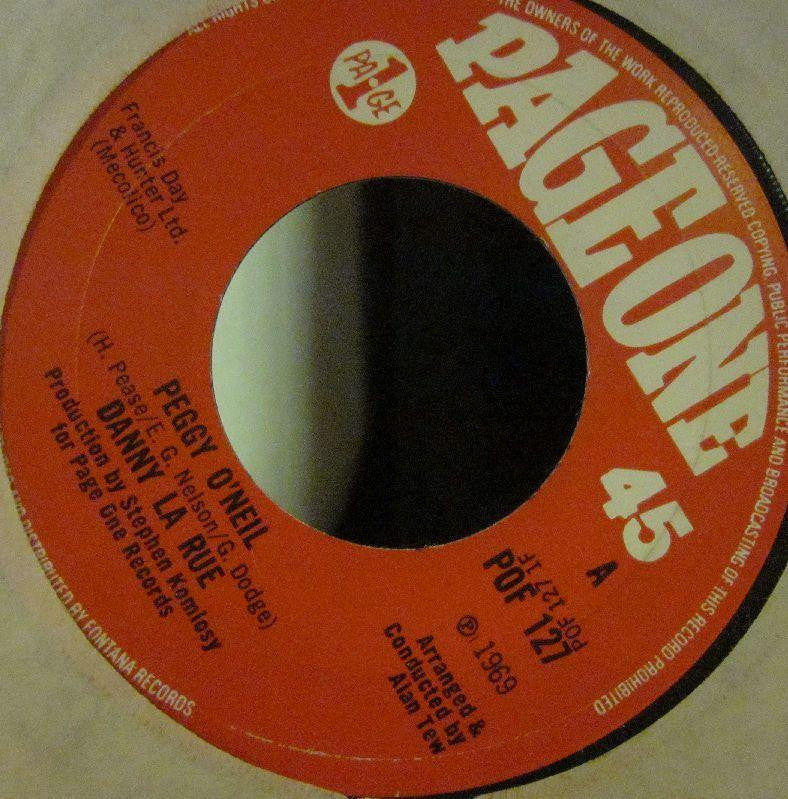 ALL RIGHTS
THE OWNERS OF THE WORK REPRODUCED RESERVED COPYING, PUBLIC PERFORMANCE AND BROADCASTING OF THIS RECORD PROHIBITED
PAGE ONE
45
1
PA·GE
Francis Day
& Hunter Ltd.
(Mecolico)
A
POF 127 1F
POF 127
℗ 1969
Arranged &
Conducted by
Alan Tew
PEGGY O'NEIL
(H. Pease/E. G. Nelson/G. Dodge)
DANNY LA RUE
Production by Stephen Komlosy
for Page One Records
DISTRIBUTED BY FONTANA RECORDS